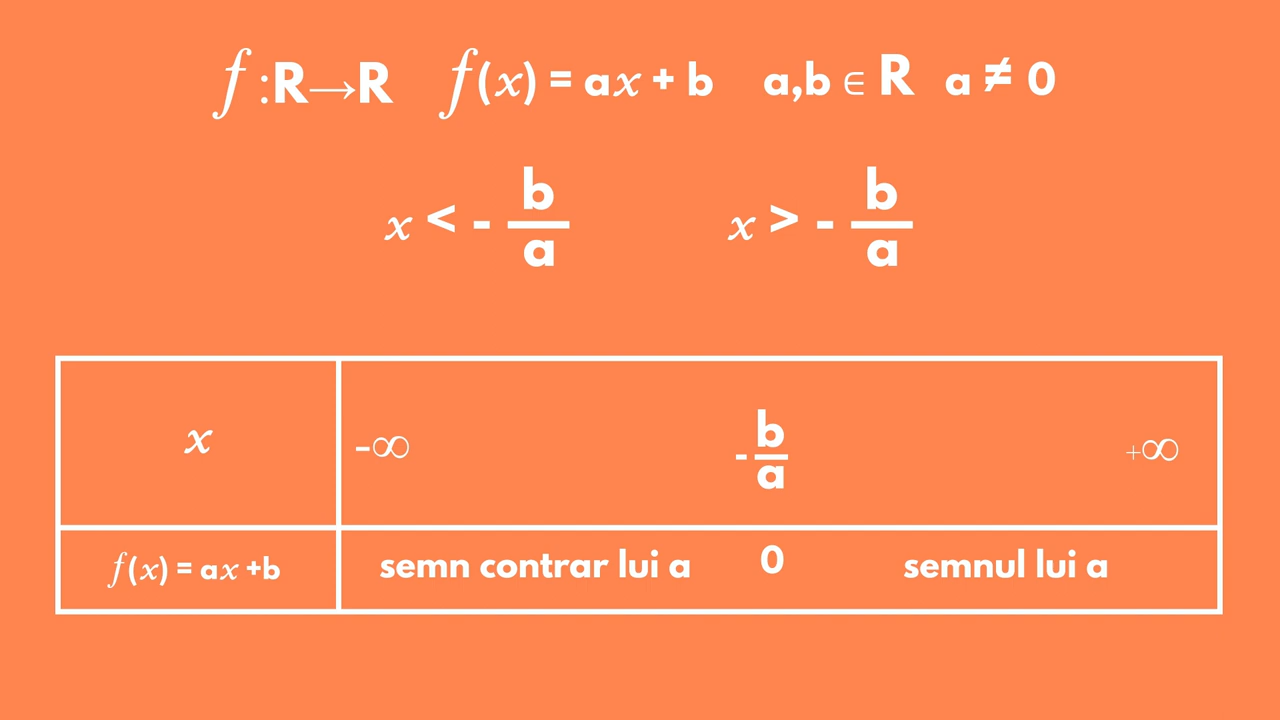 f :R→R f(x) = ax + b a,b ∈ R a ≠ 0
x < - b/a x > - b/a
x -∞ - b/a +∞
f(x) = ax +b semn contrar lui a 0 semnul lui a